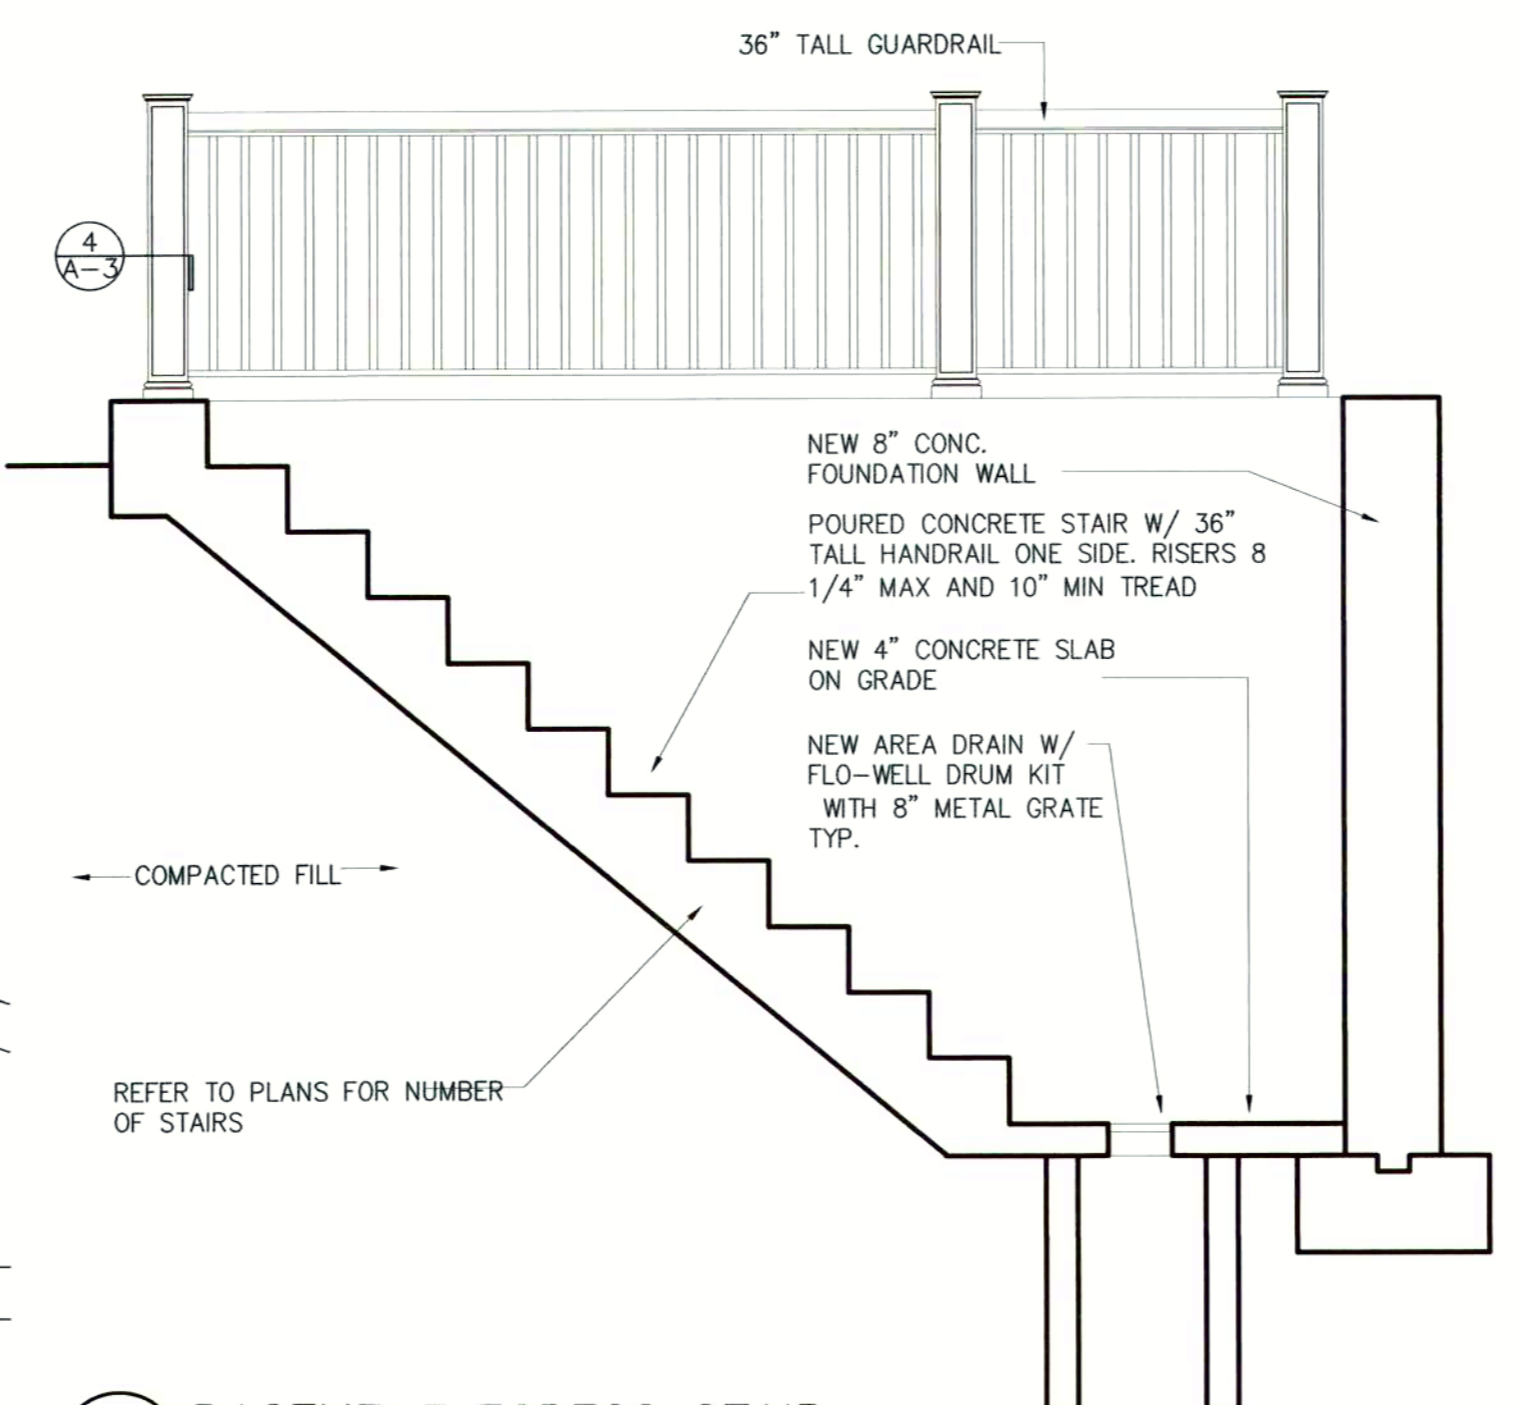 36” TALL GUARDRAIL
4
A-3
NEW 8” CONC.
FOUNDATION WALL
POURED CONCRETE STAIR W/ 36”
TALL HANDRAIL ONE SIDE. RISERS 8
1/4” MAX AND 10” MIN TREAD
NEW 4” CONCRETE SLAB
ON GRADE
NEW AREA DRAIN W/
FLO-WELL DRUM KIT
WITH 8” METAL GRATE
TYP.
COMPACTED FILL
REFER TO PLANS FOR NUMBER
OF STAIRS